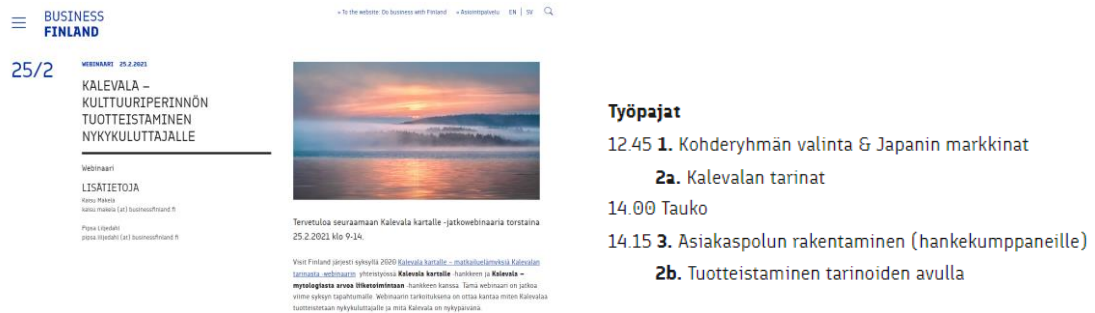 BUSINESS
FINLAND
» To the website: Do business with Finland » Asiointipalvelu EN | SV
25/2
WEBINAARI 25.2.2021
KALEVALA –
KULTTUURIPERINNÖN
TUOTTEISTAMINEN
NYKYKULUTTAJALLE
Webinaari
LISÄTIETOJA
Kaisu Mäkelä
kaisu.makela (at) businessfinland.fi
Pipsa Liljedahl
pipsa.liljedahl (at) businessfinland.fi
Tervetuloa seuraamaan Kalevala kartalle -jatkowebinaaria torstaina
25.2.2021 klo 9-14.
Visit Finland järjesti syksyllä 2020 Kalevala kartalle – matkailuelämyksiä Kalevalan
tarinasta -webinaarin yhteistyössä Kalevala kartalle -hankkeen ja Kalevala –
mytologiasta arvoa liiketoimintaan -hankkeen kanssa. Tämä webinaari on jatkoa
viime syksyn tapahtumalle. Webinaarin tarkoituksena on ottaa kantaa miten Kalevalaa
tuotteistetaan nykykuluttajalle ja mitä Kalevala on nykypäivänä.
Työpajat
12.45 1. Kohderyhmän valinta & Japanin markkinat
2a. Kalevalan tarinat
14.00 Tauko
14.15 3. Asiakaspolun rakentaminen (hankekumppaneille)
2b. Tuotteistaminen tarinoiden avulla